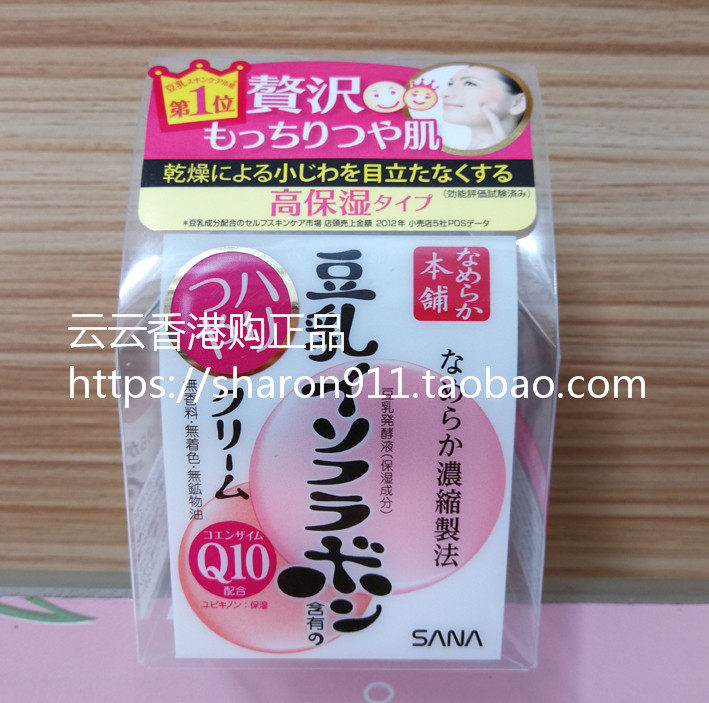 豆乳スキンケア市場
第1位
贅沢
もっちりつや肌
乾燥による小じわを目立たなくする
(効能評価試験済み)
高保湿タイプ
*豆乳成分配合のセルフスキンケア市場 店頭売上金額 2012年 小売店5社POSデータ
なめらか
本舗
なめらか濃縮製法
豆乳イソフラボン
含有の
豆乳発酵液(保湿成分)
ハリ
つや
クリーム
無香料・無着色・無鉱物油
コエンザイム
Q10
配合
ユビキノン:保湿
SANA
云云香港购正品
https://sharon911.taobao.com